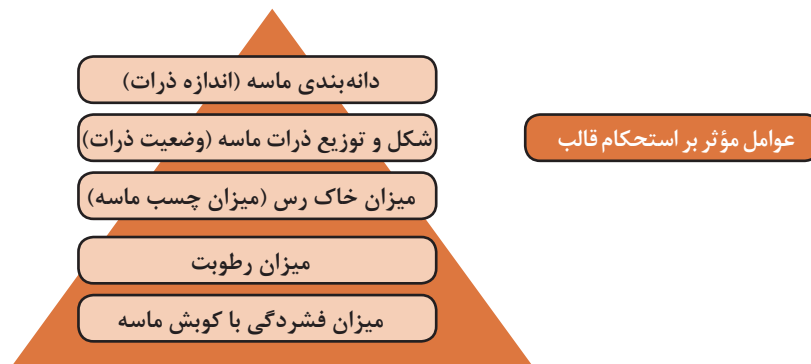 عوامل مؤثر بر استحکام قالب
دانه‌بندی ماسه (اندازه ذرات)
شکل و توزیع ذرات ماسه (وضعیت ذرات)
میزان خاک رس (میزان چسب ماسه)
میزان رطوبت
میزان فشردگی با کوبش ماسه